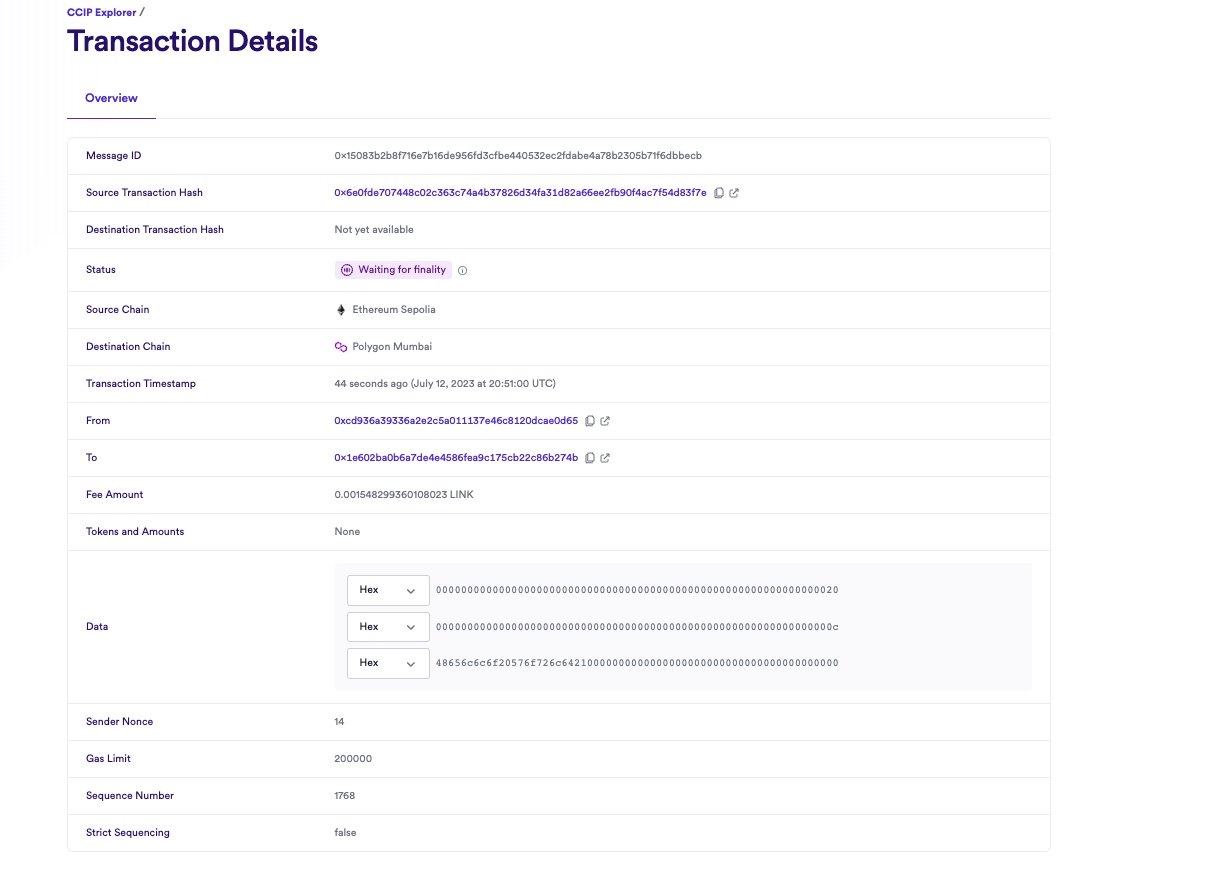 CCIP Explorer /
Transaction Details
Overview
Message ID 0x15083b2b8f716e7b16de956fd3cfbe440532ec2fdabe4a78b2305b71f6dbbecb
Source Transaction Hash 0x6e0fde707448c02c363c74a4b37826d34fa31d82a66ee2fb90f4ac7f54d83f7e
Destination Transaction Hash Not yet available
Status Waiting for finality
Source Chain Ethereum Sepolia
Destination Chain Polygon Mumbai
Transaction Timestamp 44 seconds ago (July 12, 2023 at 20:51:00 UTC)
From 0xcd936a39336a2e2c5a011137e46c8120dcae0d65
To 0x1e602ba0b6a7de4e4586fea9c175cb22c86b274b
Fee Amount 0.001548299360108023 LINK
Tokens and Amounts None
Hex 0000000000000000000000000000000000000000000000000000000000000020
Data
Hex 000000000000000000000000000000000000000000000000000000000000000c
Hex 48656c6c6f20576f726c64210000000000000000000000000000000000000000
Sender Nonce 14
Gas Limit 200000
Sequence Number 1768
Strict Sequencing false